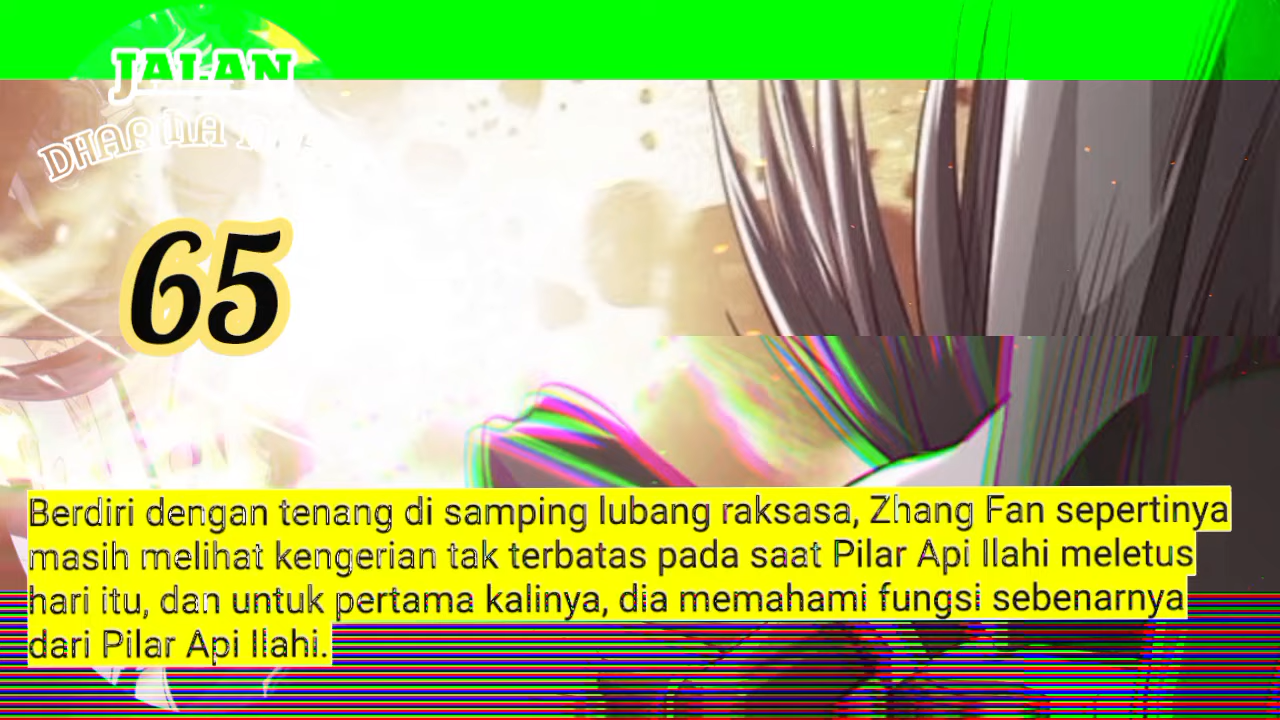 JALAN
DHARMA
65
Berdiri dengan tenang di samping lubang raksasa, Zhang Fan sepertinya
masih melihat kengerian tak terbatas pada saat Pilar Api Ilahi meletus
hari itu, dan untuk pertama kalinya, dia memahami fungsi sebenarnya
dari Pilar Api Ilahi.